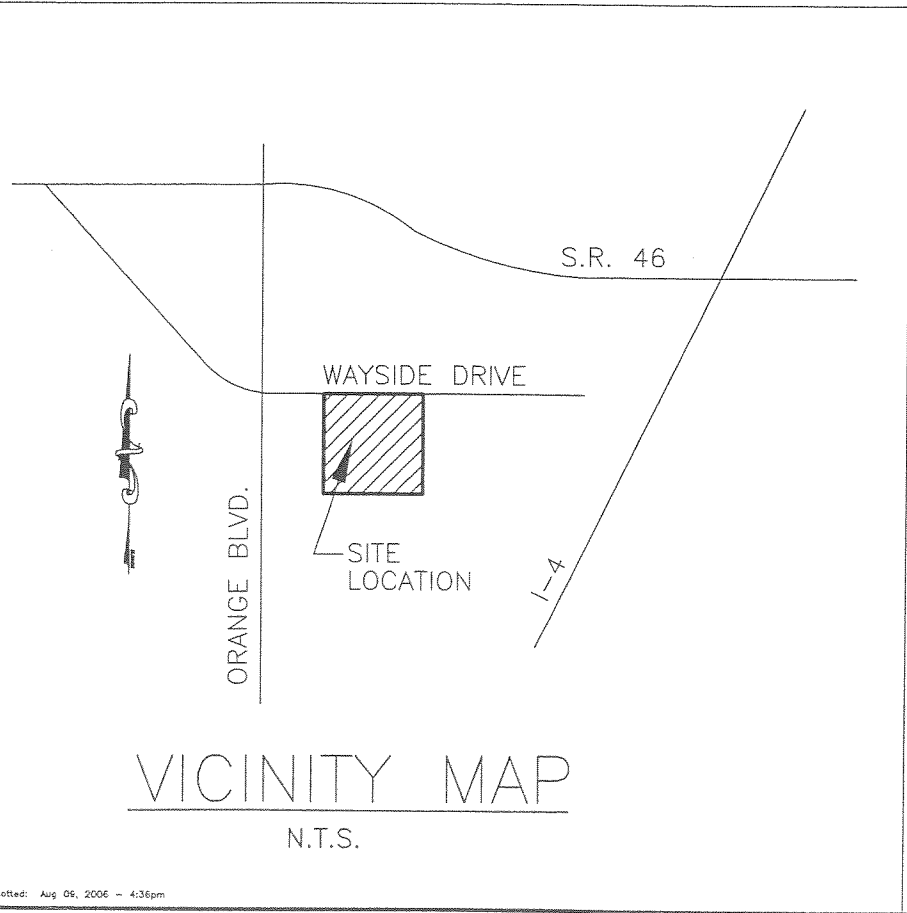 S.R. 46
WAYSIDE DRIVE
ORANGE BLVD.
SITE
LOCATION
I-4
VICINITY MAP
N.T.S.
otted: Aug 09, 2006 - 4:36pm